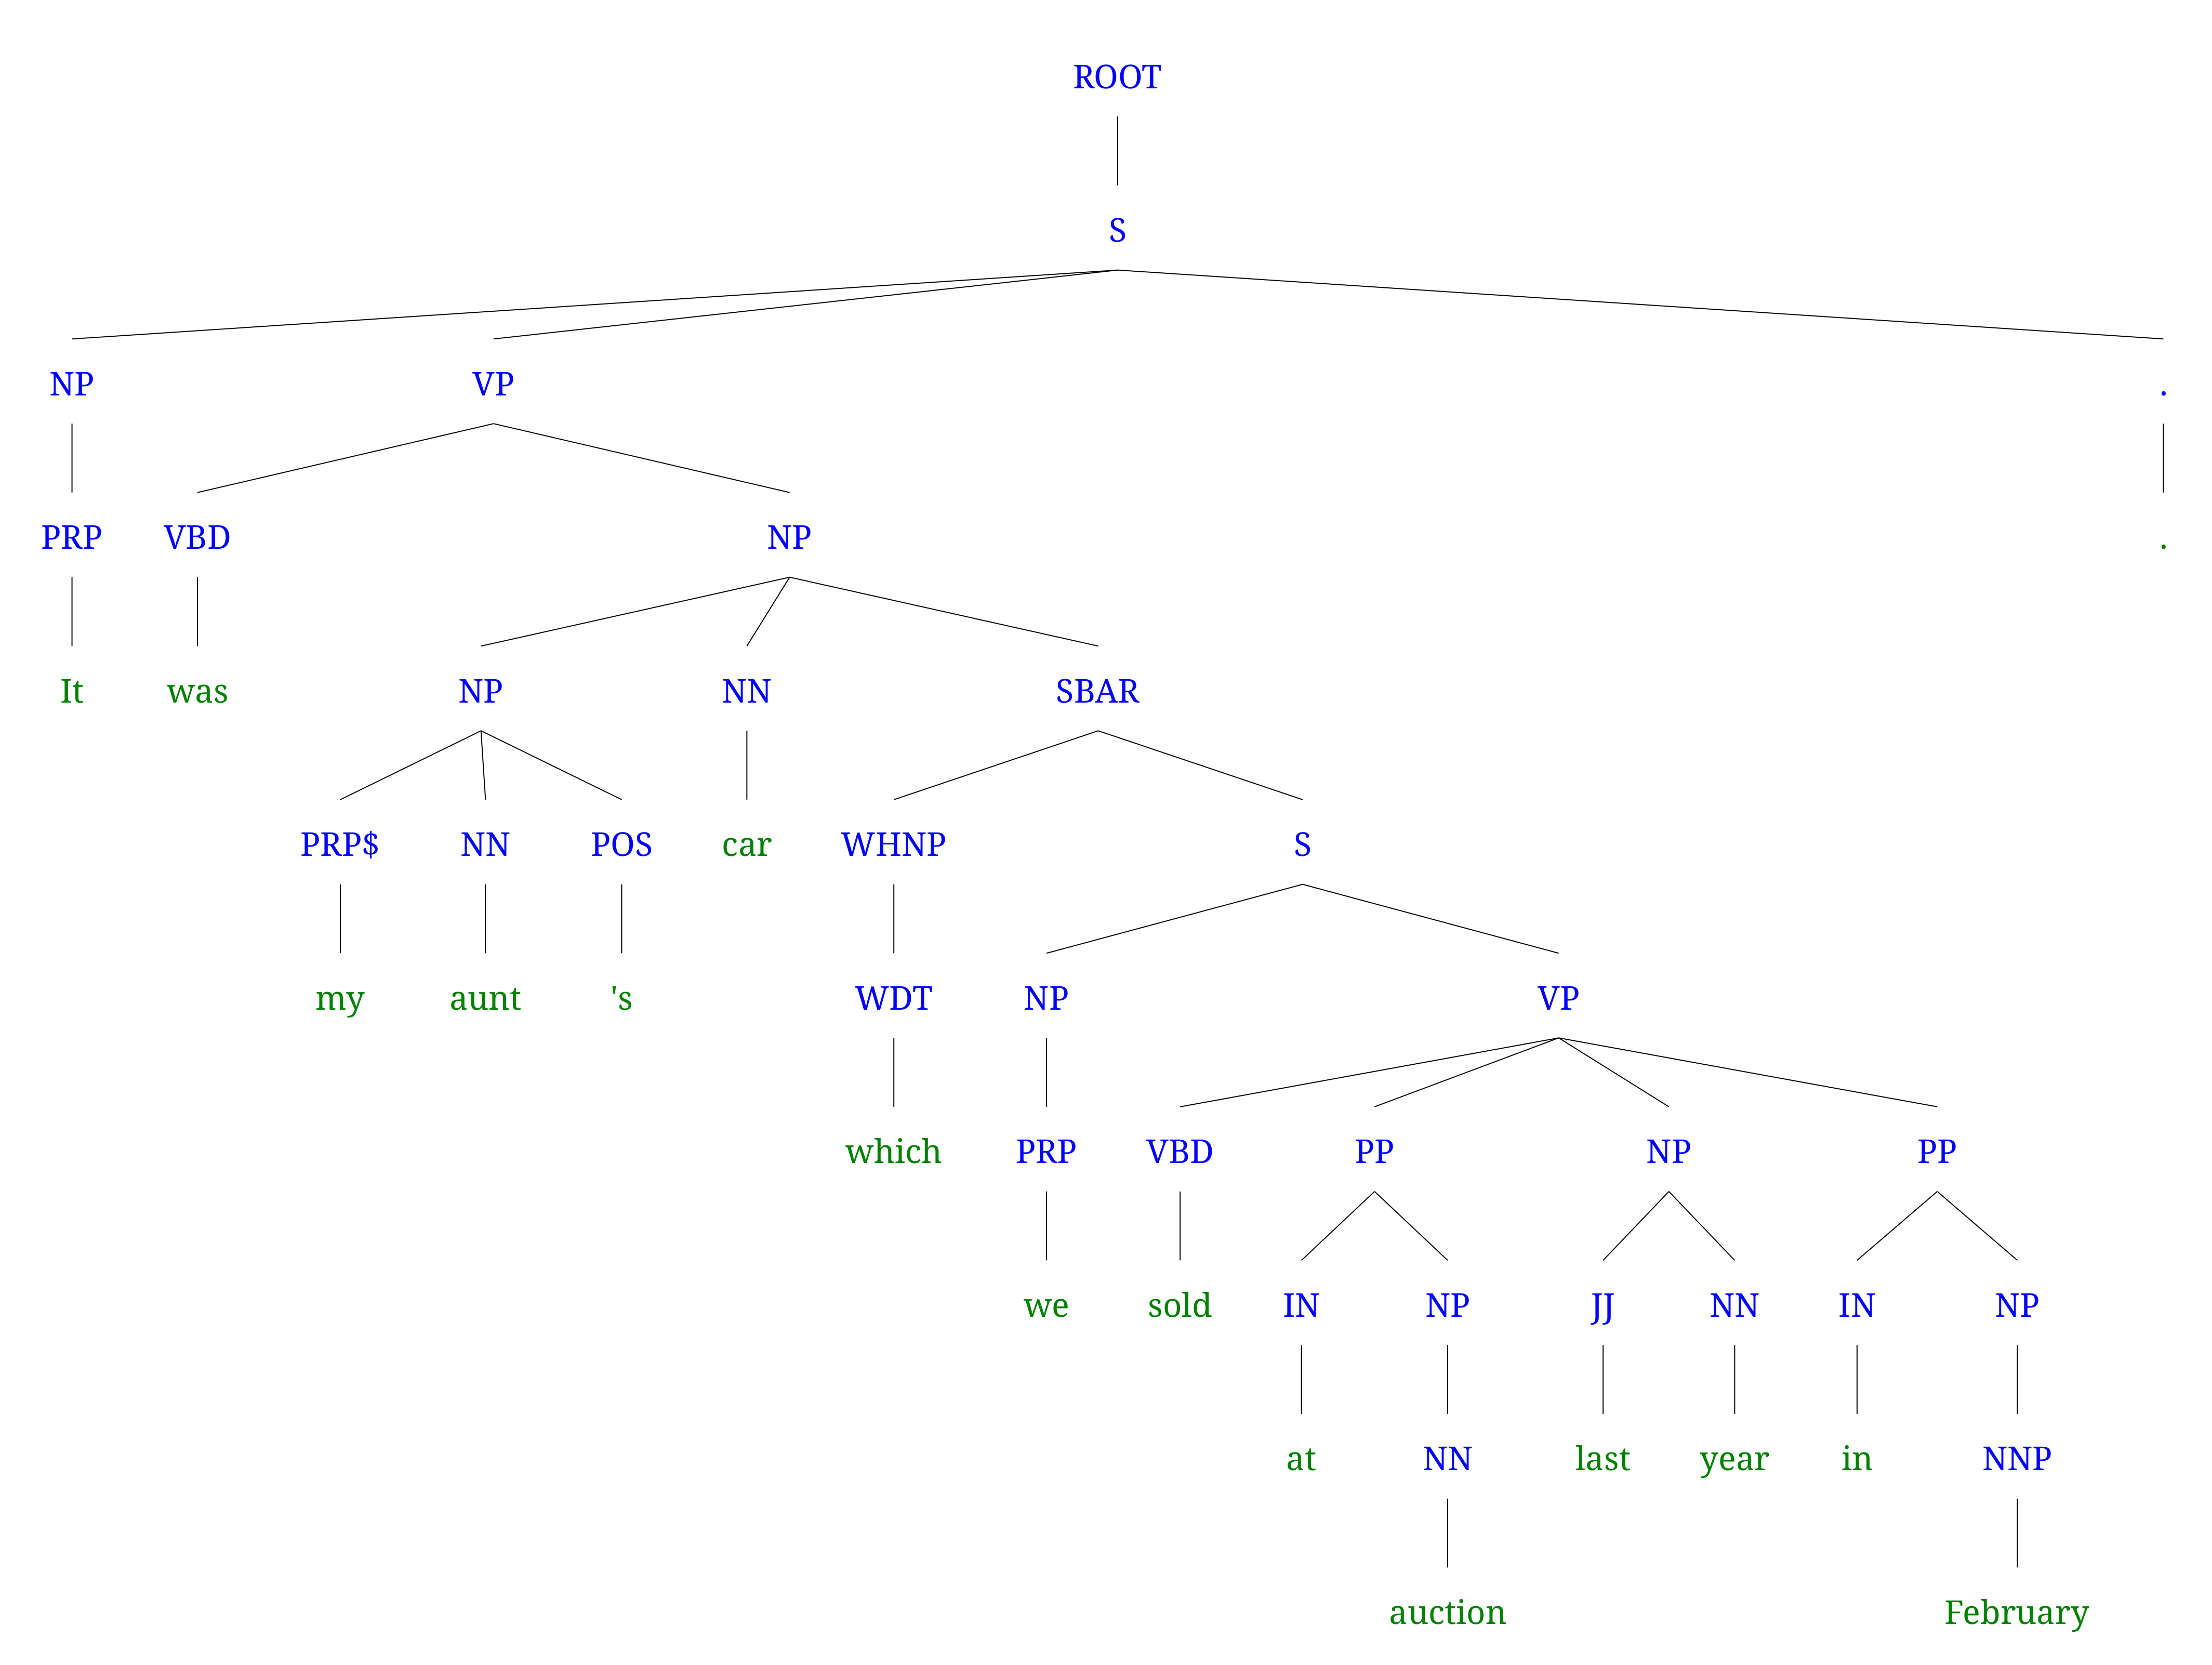 ROOT
S
NP VP .
PRP VBD NP .
It was NP NN SBAR
PRP$ NN POS car WHNP S
my aunt 's WDT NP VP
which PRP VBD PP NP PP
we sold IN NP JJ NN IN NP
at NN last year in NNP
auction February